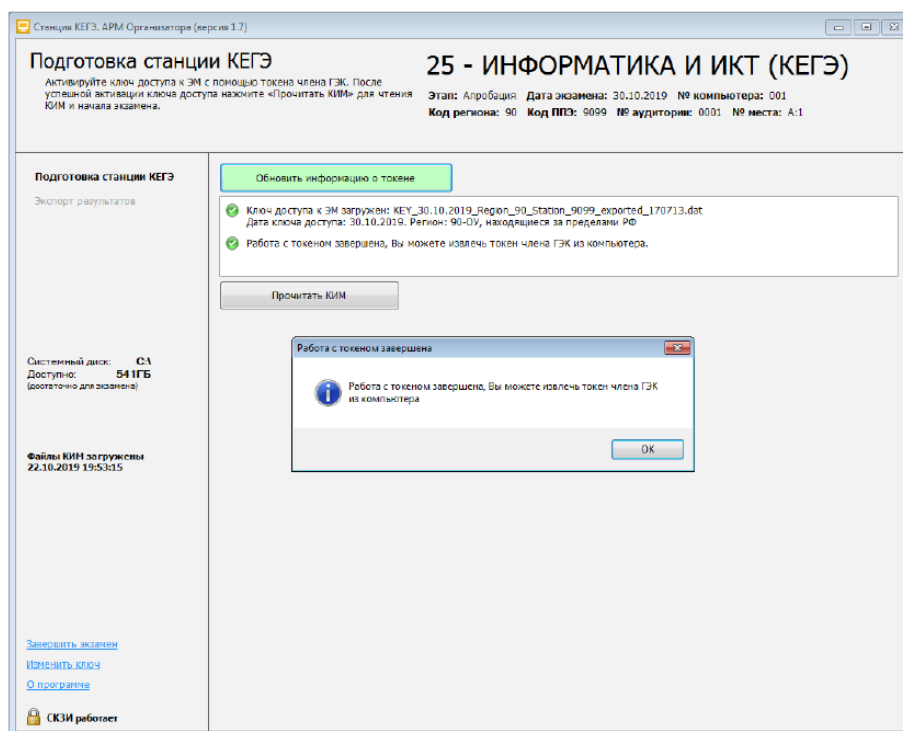 Станция КЕГЭ. АРМ Организатора (версия 1.7)
Подготовка станции КЕГЭ
Активируйте ключ доступа к ЭМ с помощью токена члена ГЭК. После
успешной активации ключа доступа нажмите «Прочитать КИМ» для чтения
КИМ и начала экзамена.
25 - ИНФОРМАТИКА И ИКТ (КЕГЭ)
Этап: Апробация Дата экзамена: 30.10.2019 № компьютера: 001
Код региона: 90 Код ППЭ: 9099 № аудитории: 0001 № места: A:1
Подготовка станции КЕГЭ
Экспорт результатов
Обновить информацию о токене
Ключ доступа к ЭМ загружен: KEY_30.10.2019_Region_90_Station_9099_exported_170713.dat
Дата ключа доступа: 30.10.2019. Регион: 90-ОУ, находящиеся за пределами РФ
Работа с токеном завершена, Вы можете извлечь токен члена ГЭК из компьютера.
Прочитать КИМ
Работа с токеном завершена
Работа с токеном завершена, Вы можете извлечь токен члена ГЭК
из компьютера
OK
Системный диск: C:\
Доступно: 541ГБ
(достаточно для экзамена)
Файлы КИМ загружены
22.10.2019 19:53:15
Завершить экзамен
Изменить ключ
О программе
СКЗИ работает